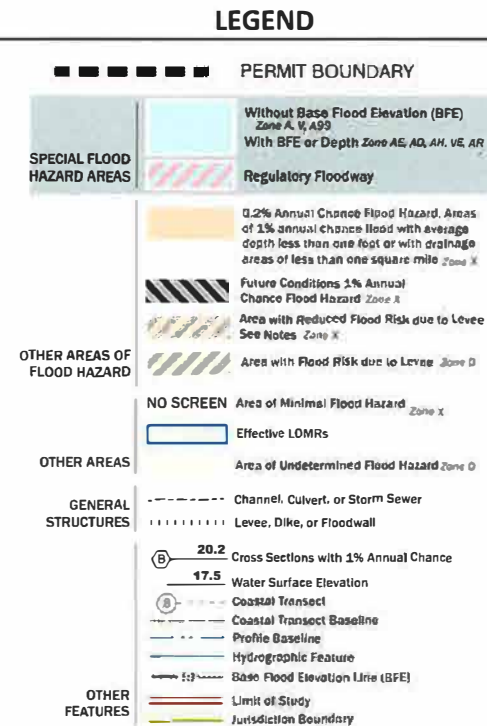 LEGEND
PERMIT BOUNDARY
SPECIAL FLOOD
HAZARD AREAS
Without Base Flood Elevation (BFE)
Zone A, V, A99
With BFE or Depth Zone AE, AO, AH, VE, AR
Regulatory Floodway
OTHER AREAS OF
FLOOD HAZARD
0.2% Annual Chance Flood Hazard, Areas
of 1% annual chance flood with average
depth less than one foot or with drainage
areas of less than one square mile Zone X
Future Conditions 1% Annual
Chance Flood Hazard Zone X
Area with Reduced Flood Risk due to Levee
See Notes Zone X
Area with Flood Risk due to Levee Zone D
OTHER AREAS
NO SCREEN Area of Minimal Flood Hazard Zone X
Effective LOMRs
Area of Undetermined Flood Hazard Zone D
GENERAL
STRUCTURES
Channel, Culvert, or Storm Sewer
Levee, Dike, or Floodwall
OTHER
FEATURES
B 20.2 Cross Sections with 1% Annual Chance
17.5 Water Surface Elevation
8 Coastal Transect
Coastal Transect Baseline
Profile Baseline
Hydrographic Feature
Base Flood Elevation Line (BFE)
Limit of Study
Jurisdiction Boundary